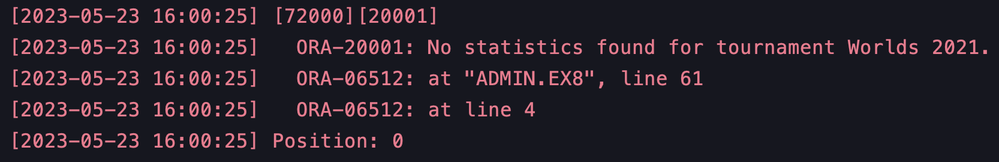 [2023-05-23 16:00:25] [72000][20001]
[2023-05-23 16:00:25]   ORA-20001: No statistics found for tournament Worlds 2021.
[2023-05-23 16:00:25]   ORA-06512: at "ADMIN.EX8", line 61
[2023-05-23 16:00:25]   ORA-06512: at line 4
[2023-05-23 16:00:25] Position: 0